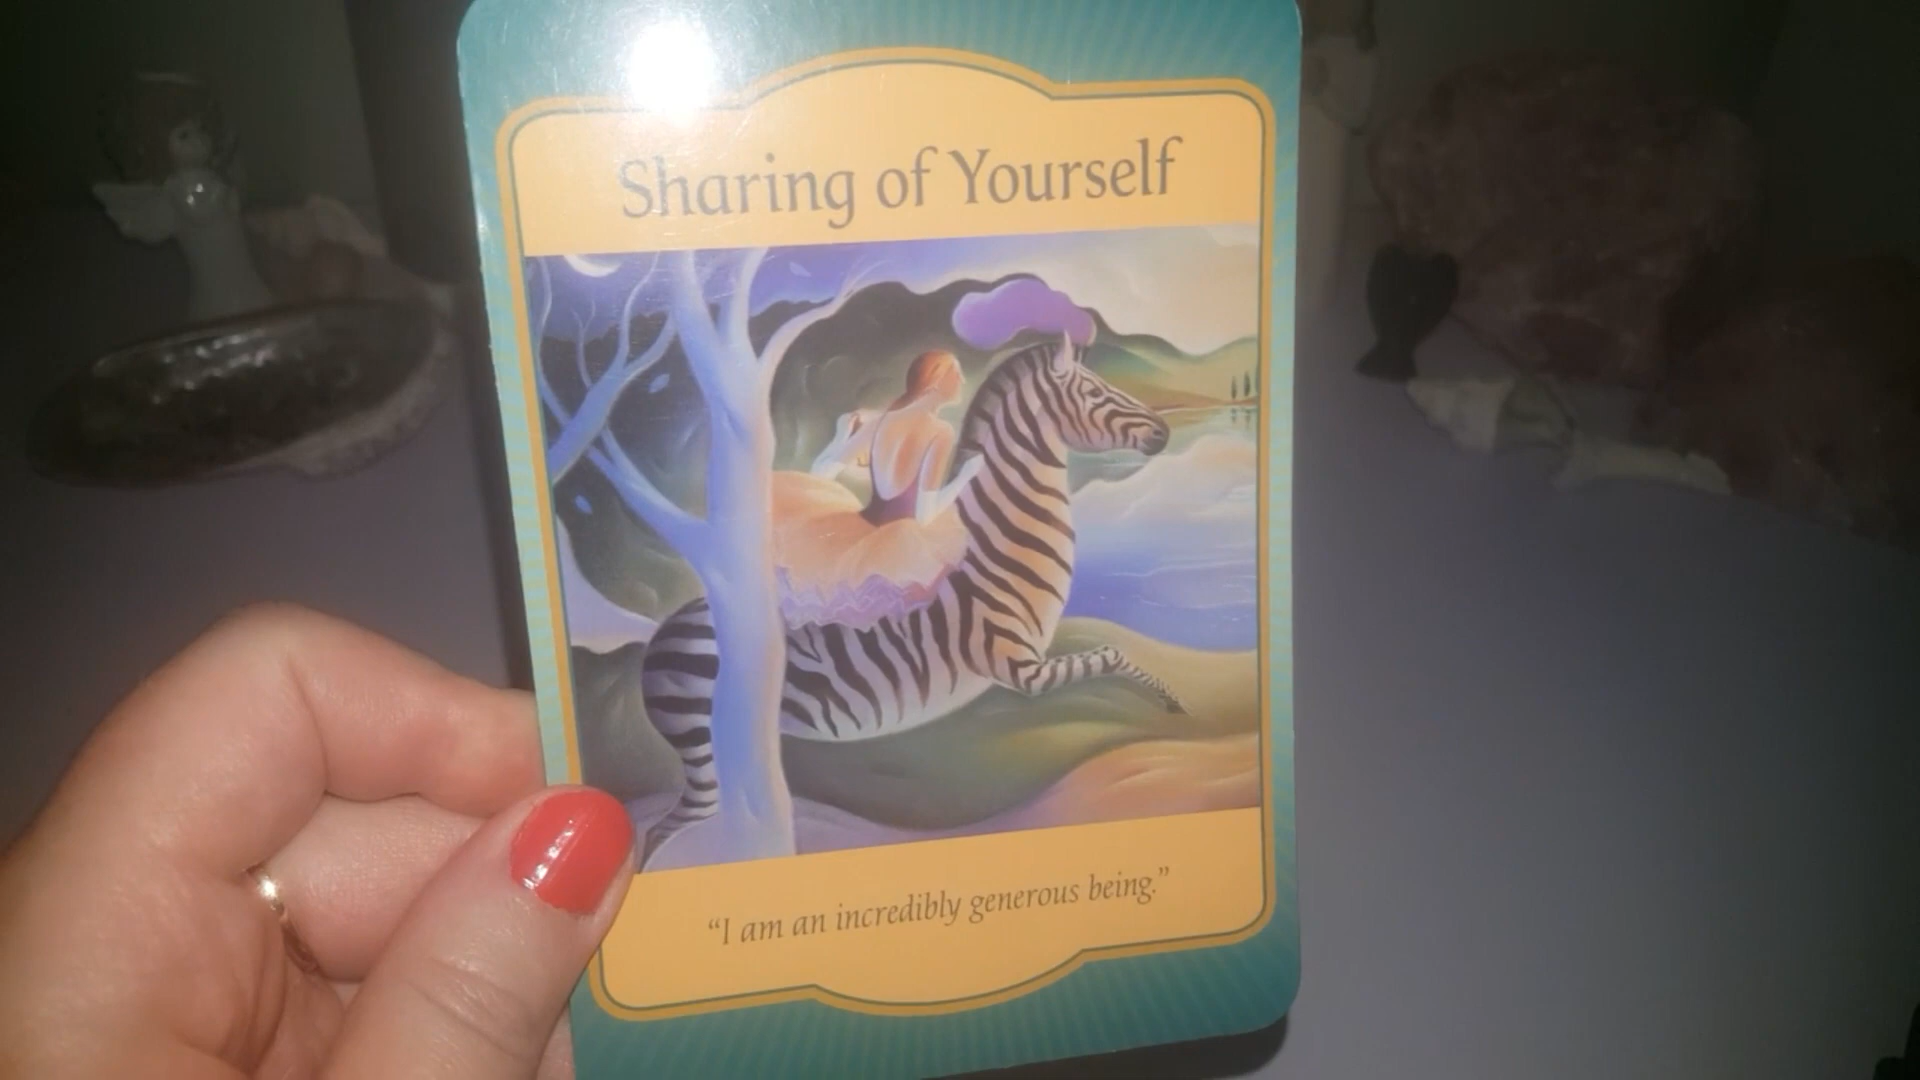 Sharing of Yourself
“I am an incredibly generous being.”